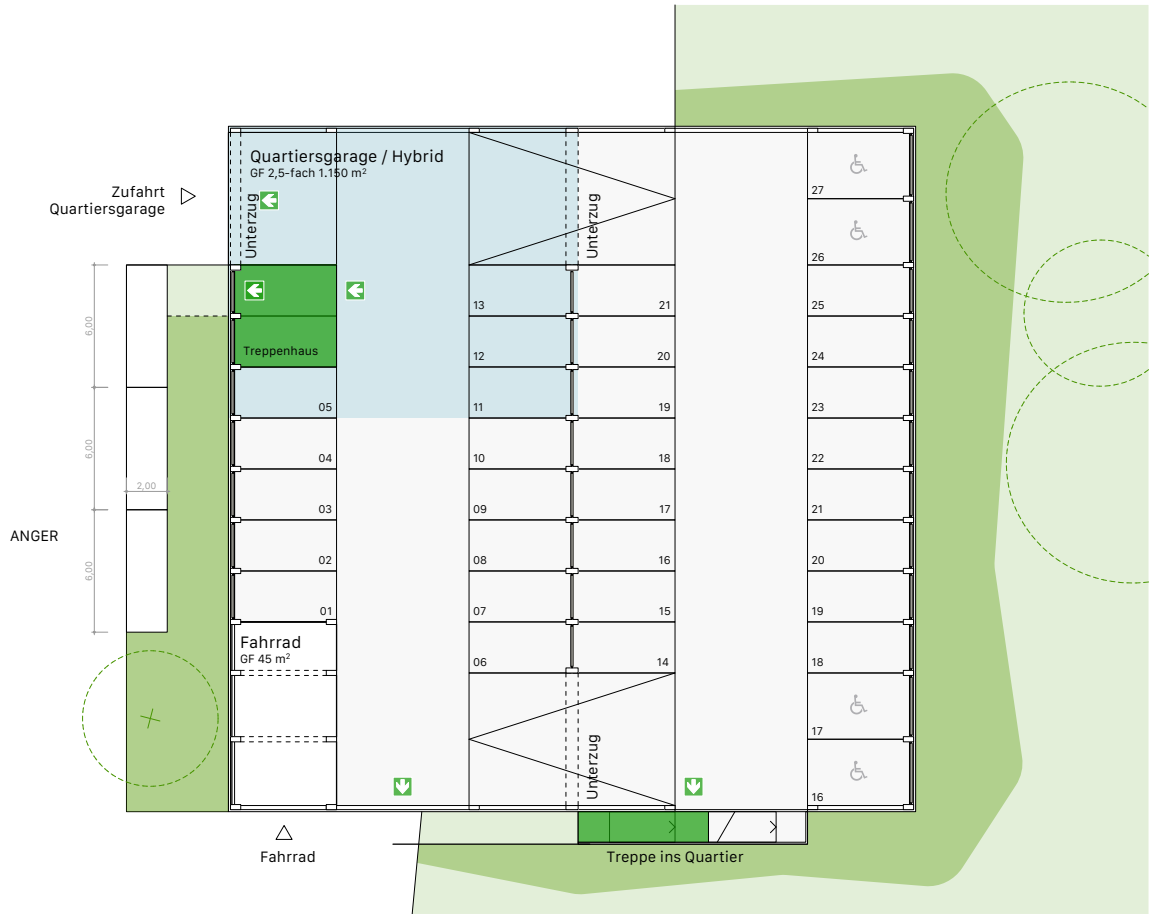 Quartiersgarage / Hybrid
GF 2,5-fach 1.150 m²
Zufahrt
Quartiersgarage
Unterzug
Unterzug
27
26
25
24
23
22
21
20
19
18
17
16
13
12
11
10
09
08
07
06
21
20
19
18
17
16
15
14
Treppenhaus
05
04
03
02
01
6,00
6,00
6,00
2,00
ANGER
Fahrrad
GF 45 m²
Unterzug
Fahrrad
Treppe ins Quartier